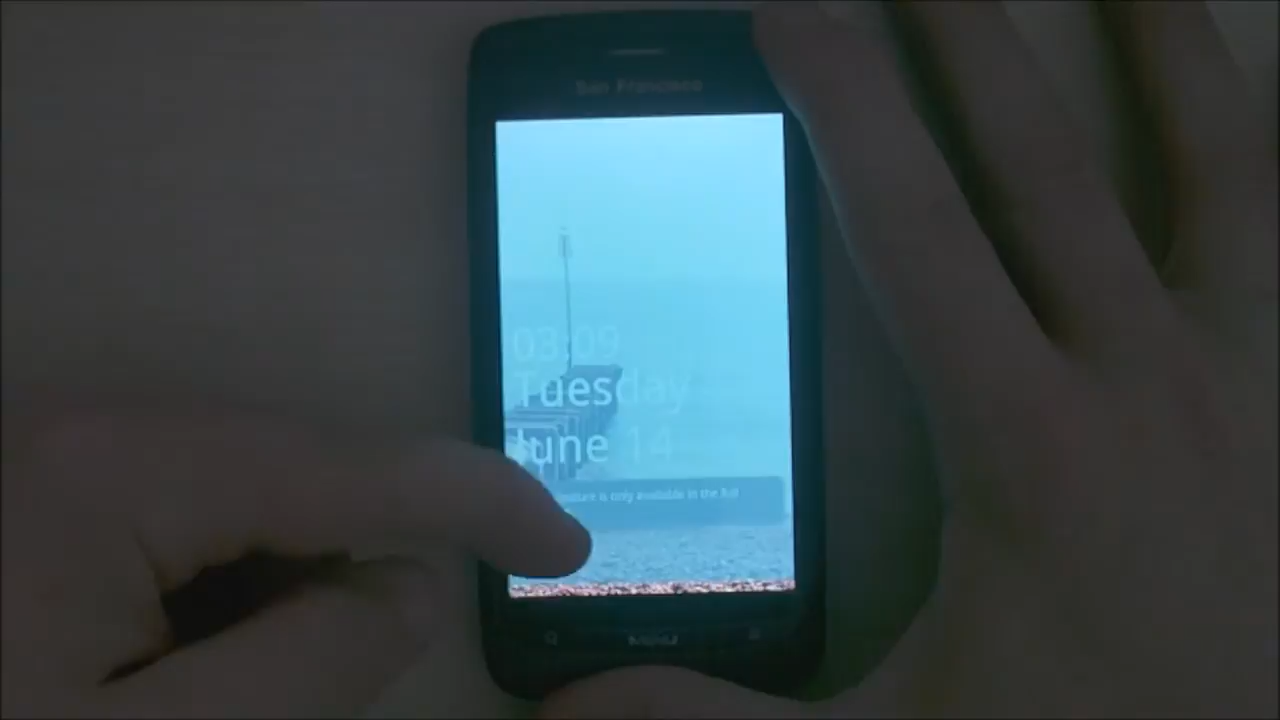 San Francisco
03:09
Tuesday
June 14
is only available in the full